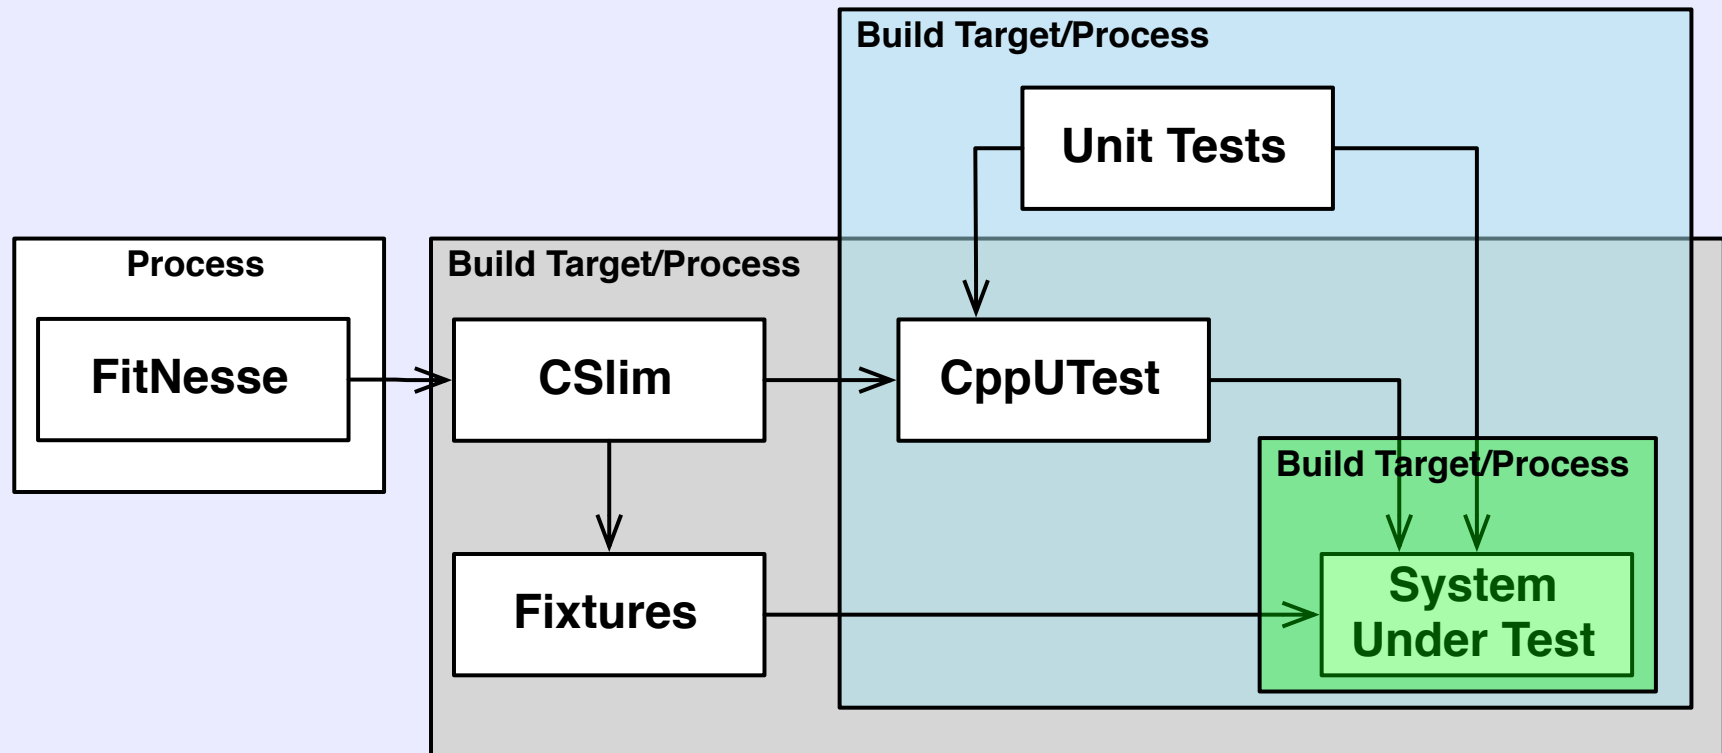 Build Target/Process
Unit Tests
Process
Build Target/Process
FitNesse
CSlim
CppUTest
Build Target/Process
Fixtures
System
Under Test